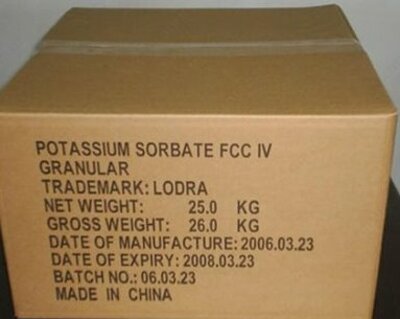 POTASSIUM SORBATE FCC IV
GRANULAR
TRADEMARK: LODRA
NET WEIGHT: 25.0 KG
GROSS WEIGHT: 26.0 KG
DATE OF MANUFACTURE: 2006.03.23
DATE OF EXPIRY: 2008.03.23
BATCH NO.: 06.03.23
MADE IN CHINA